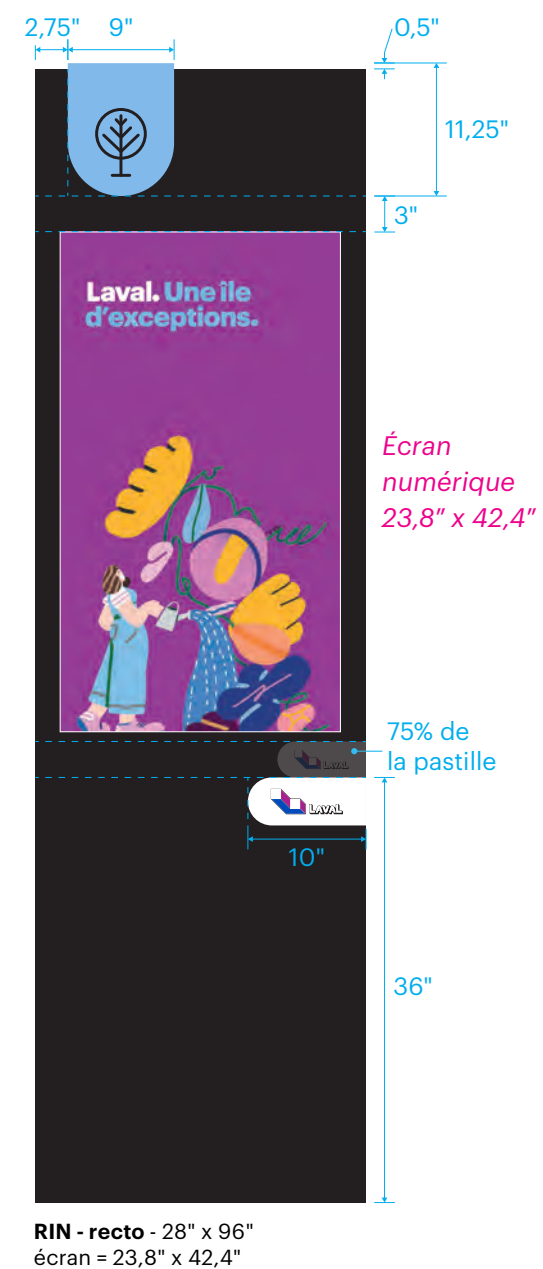 2,75" 9" 0,5"
11,25"
3"
Laval. Une île
d'exceptions.
Écran
numérique
23,8" x 42,4"
75% de
la pastille
LAVAL
LAVAL
10"
36"
RIN - recto - 28" x 96"
écran = 23,8" x 42,4"